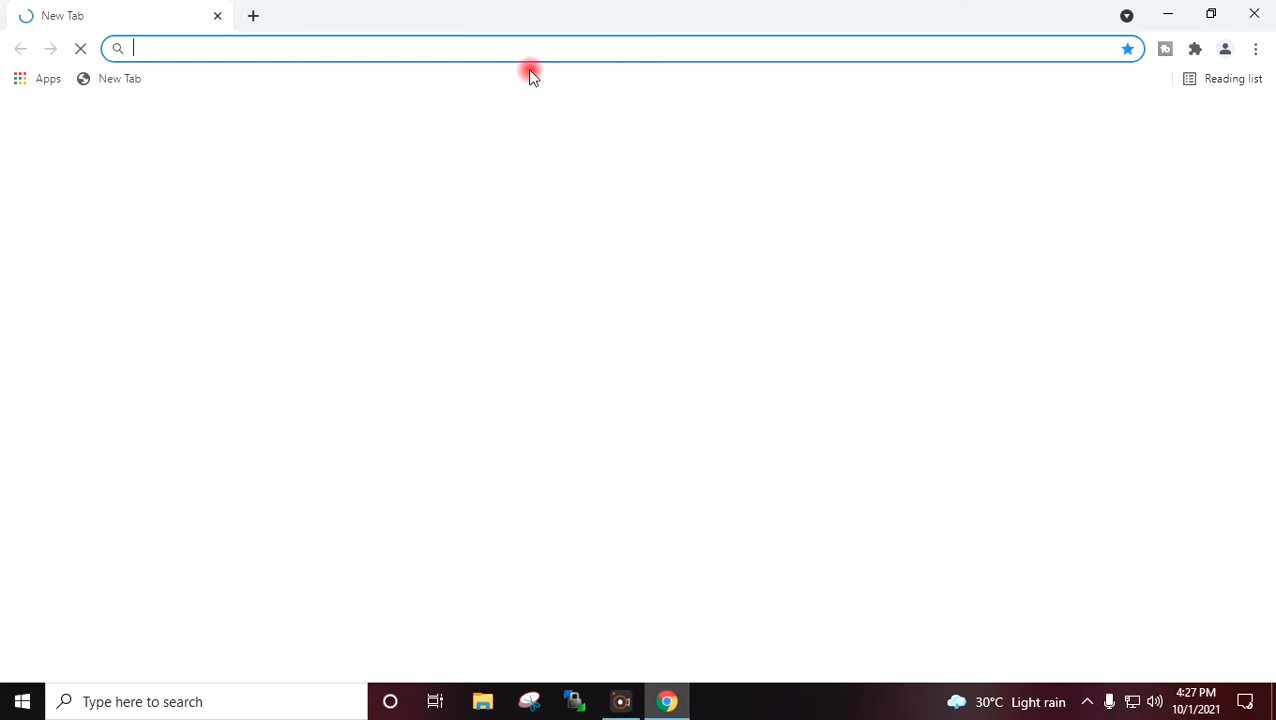 New Tab
Apps New Tab Reading list
Type here to search 30°C Light rain 4:27 PM
10/1/2021